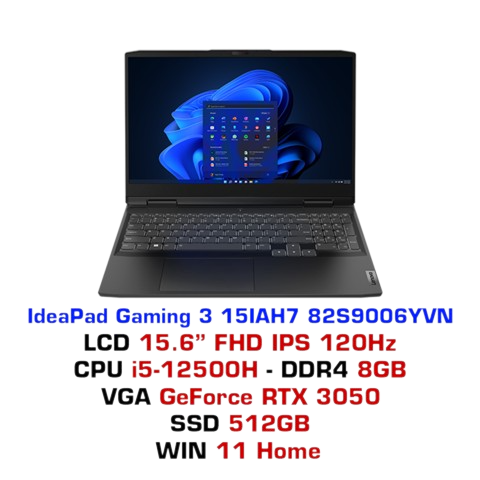 IdeaPad Gaming 3 15IAH7 82S9006YVN
LCD 15.6” FHD IPS 120Hz
CPU i5-12500H - DDR4 8GB
VGA GeForce RTX 3050
SSD 512GB
WIN 11 Home